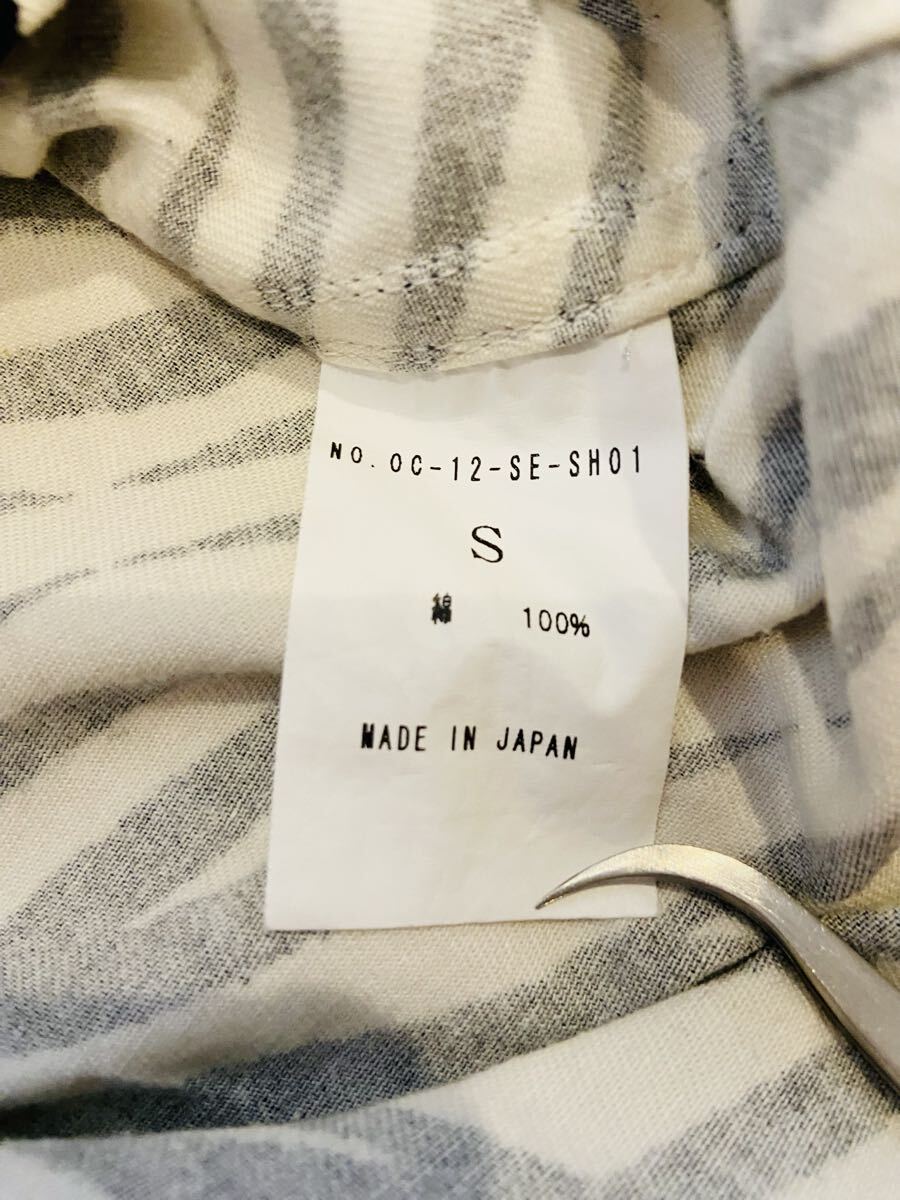 NO. OC-12-SE-SH01
S
綿 100%
MADE IN JAPAN